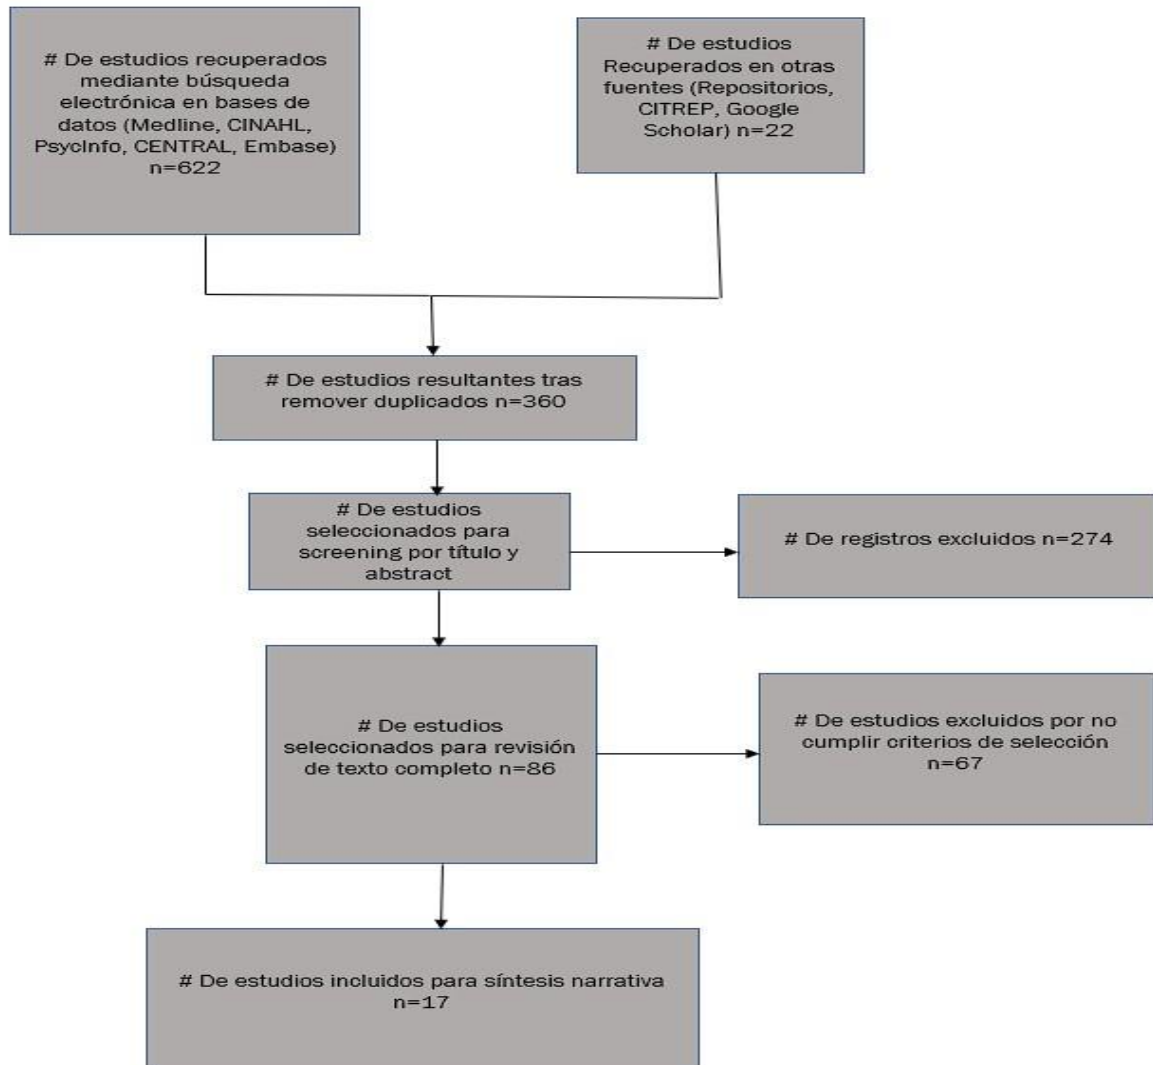 # De estudios recuperados
mediante búsqueda
electrónica en bases de
datos (Medline, CINAHL,
PsycInfo, CENTRAL, Embase)
n=622
# De estudios
Recuperados en otras
fuentes (Repositorios,
CITREP, Google
Scholar) n=22
# De estudios resultantes tras
remover duplicados n=360
# De estudios
seleccionados para
screening por título y
abstract
# De registros excluidos n=274
# De estudios
seleccionados para revisión
de texto completo n=86
# De estudios excluidos por no
cumplir criterios de selección
n=67
# De estudios incluidos para síntesis narrativa
n=17